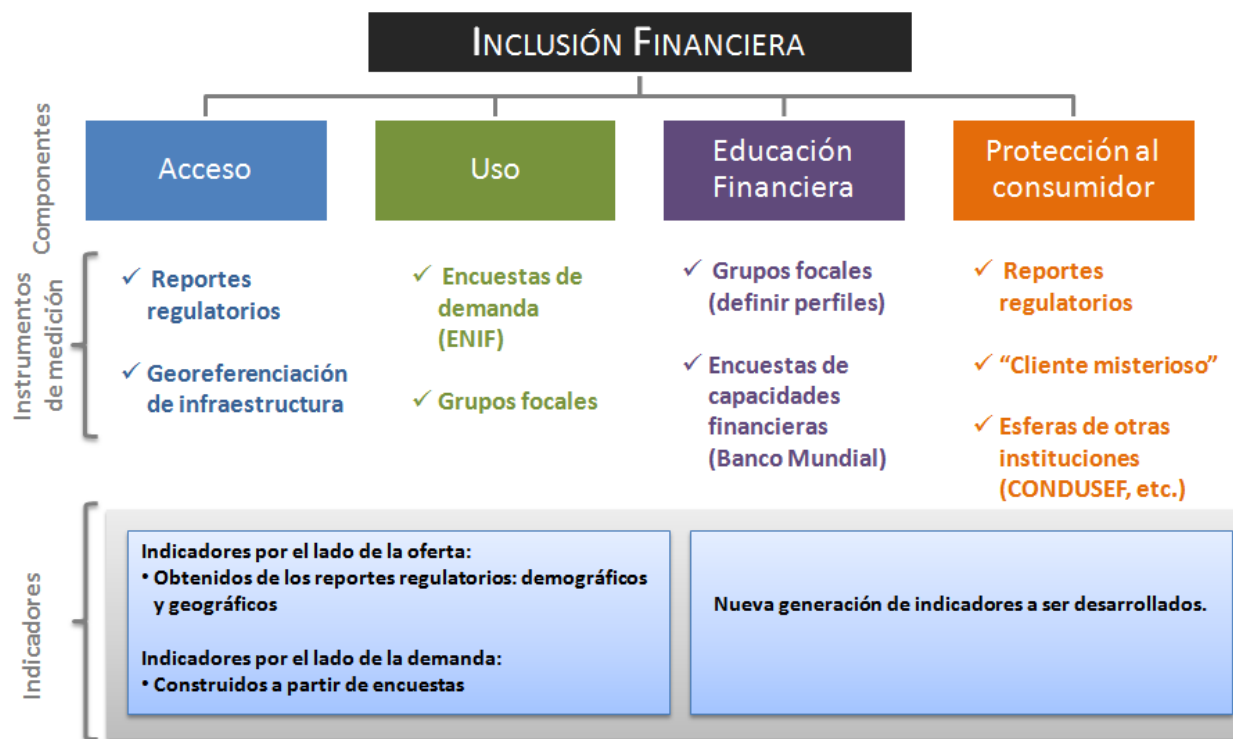 INCLUSIÓN FINANCIERA
Componentes
Acceso
Uso
Educación
Financiera
Protección al
consumidor
Instrumentos
de medición
✓ Reportes
regulatorios
✓ Georeferenciación
de infraestructura
✓ Encuestas de
demanda
(ENIF)
✓ Grupos focales
✓ Grupos focales
(definir perfiles)
✓ Encuestas de
capacidades
financieras
(Banco Mundial)
✓ Reportes
regulatorios
✓ “Cliente misterioso”
✓ Esferas de otras
instituciones
(CONDUSEF, etc.)
Indicadores
Indicadores por el lado de la oferta:
• Obtenidos de los reportes regulatorios: demográficos
y geográficos
Indicadores por el lado de la demanda:
• Construidos a partir de encuestas
Nueva generación de indicadores a ser desarrollados.